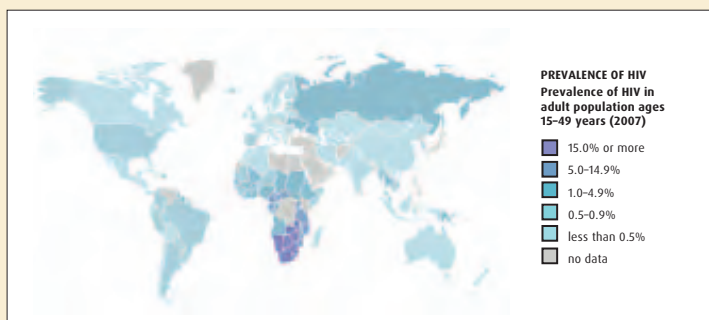 PREVALENCE OF HIV
Prevalence of HIV in
adult population ages
15–49 years (2007)
15.0% or more
5.0–14.9%
1.0–4.9%
0.5–0.9%
less than 0.5%
no data